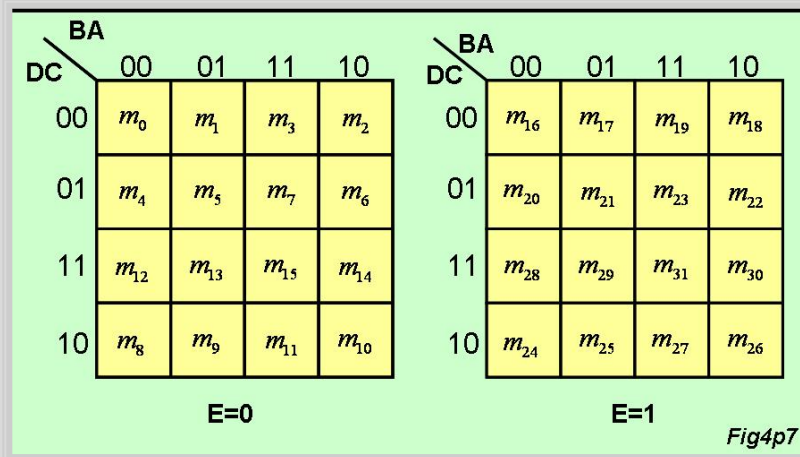 BA BA
DC 00 01 11 10 DC 00 01 11 10
00 m0 m1 m3 m2 00 m16 m17 m19 m18
01 m4 m5 m7 m6 01 m20 m21 m23 m22
11 m12 m13 m15 m14 11 m28 m29 m31 m30
10 m8 m9 m11 m10 10 m24 m25 m27 m26
E=0 E=1
Fig4p7